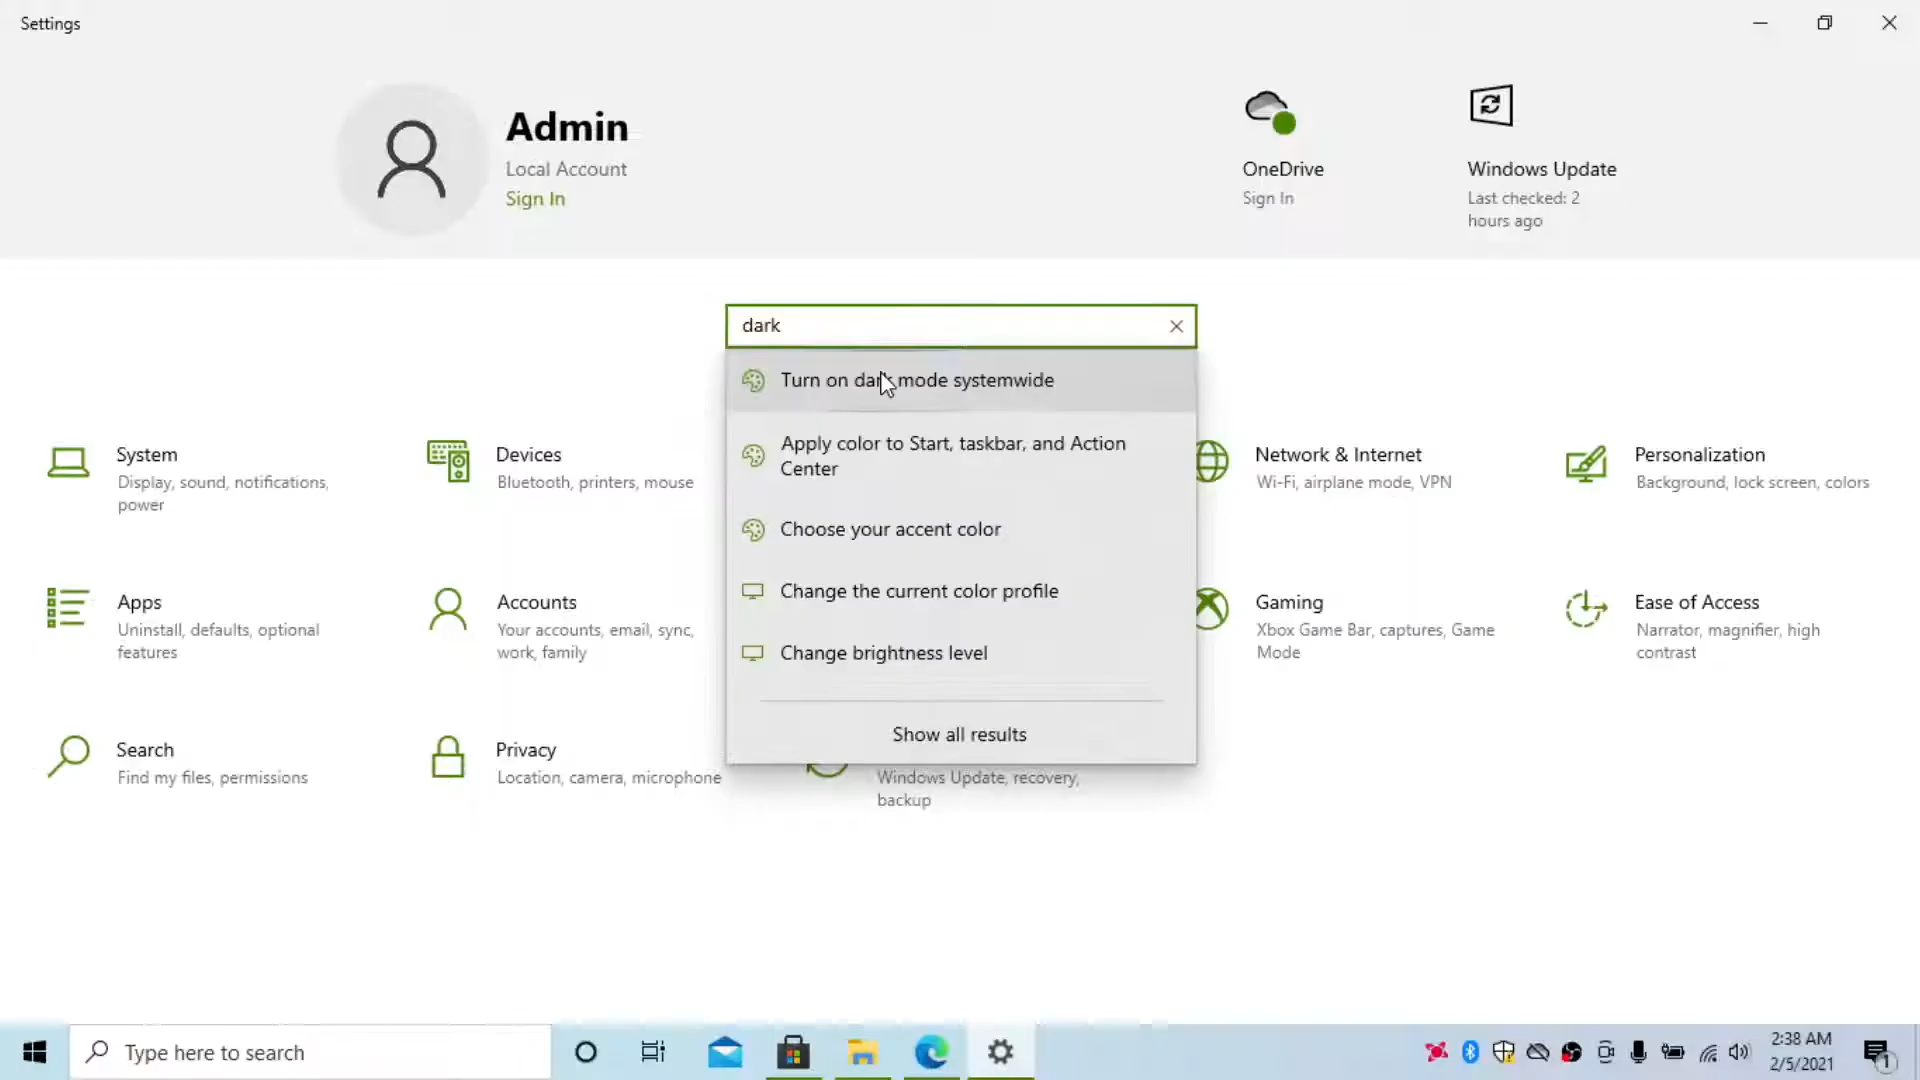 Settings
Admin
Local Account
Sign In
OneDrive
Sign In
Windows Update
Last checked: 2
hours ago
dark
Turn on dark mode systemwide
Apply color to Start, taskbar, and Action
Center
Choose your accent color
Change the current color profile
Change brightness level
Show all results
System
Display, sound, notifications,
power
Devices
Bluetooth, printers, mouse
Network & Internet
Wi-Fi, airplane mode, VPN
Personalization
Background, lock screen, colors
Apps
Uninstall, defaults, optional
features
Accounts
Your accounts, email, sync,
work, family
Gaming
Xbox Game Bar, captures, Game
Mode
Ease of Access
Narrator, magnifier, high
contrast
Search
Find my files, permissions
Privacy
Location, camera, microphone
Windows Update, recovery,
backup
Type here to search
2:38 AM
2/5/2021
1